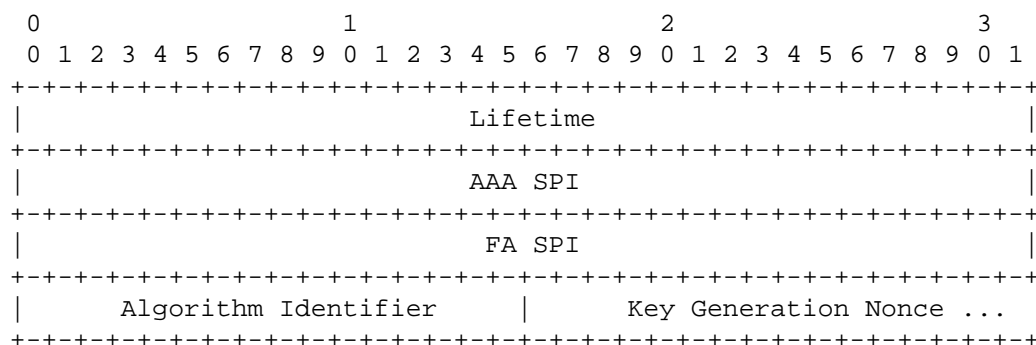 0                   1                   2                   3
 0 1 2 3 4 5 6 7 8 9 0 1 2 3 4 5 6 7 8 9 0 1 2 3 4 5 6 7 8 9 0 1
+-+-+-+-+-+-+-+-+-+-+-+-+-+-+-+-+-+-+-+-+-+-+-+-+-+-+-+-+-+-+-+-+
|                            Lifetime                           |
+-+-+-+-+-+-+-+-+-+-+-+-+-+-+-+-+-+-+-+-+-+-+-+-+-+-+-+-+-+-+-+-+
|                            AAA SPI                            |
+-+-+-+-+-+-+-+-+-+-+-+-+-+-+-+-+-+-+-+-+-+-+-+-+-+-+-+-+-+-+-+-+
|                             FA SPI                            |
+-+-+-+-+-+-+-+-+-+-+-+-+-+-+-+-+-+-+-+-+-+-+-+-+-+-+-+-+-+-+-+-+
|      Algorithm Identifier     |      Key Generation Nonce ...
+-+-+-+-+-+-+-+-+-+-+-+-+-+-+-+-+-+-+-+-+-+-+-+-+-+-+-+-+-+-+-+-+